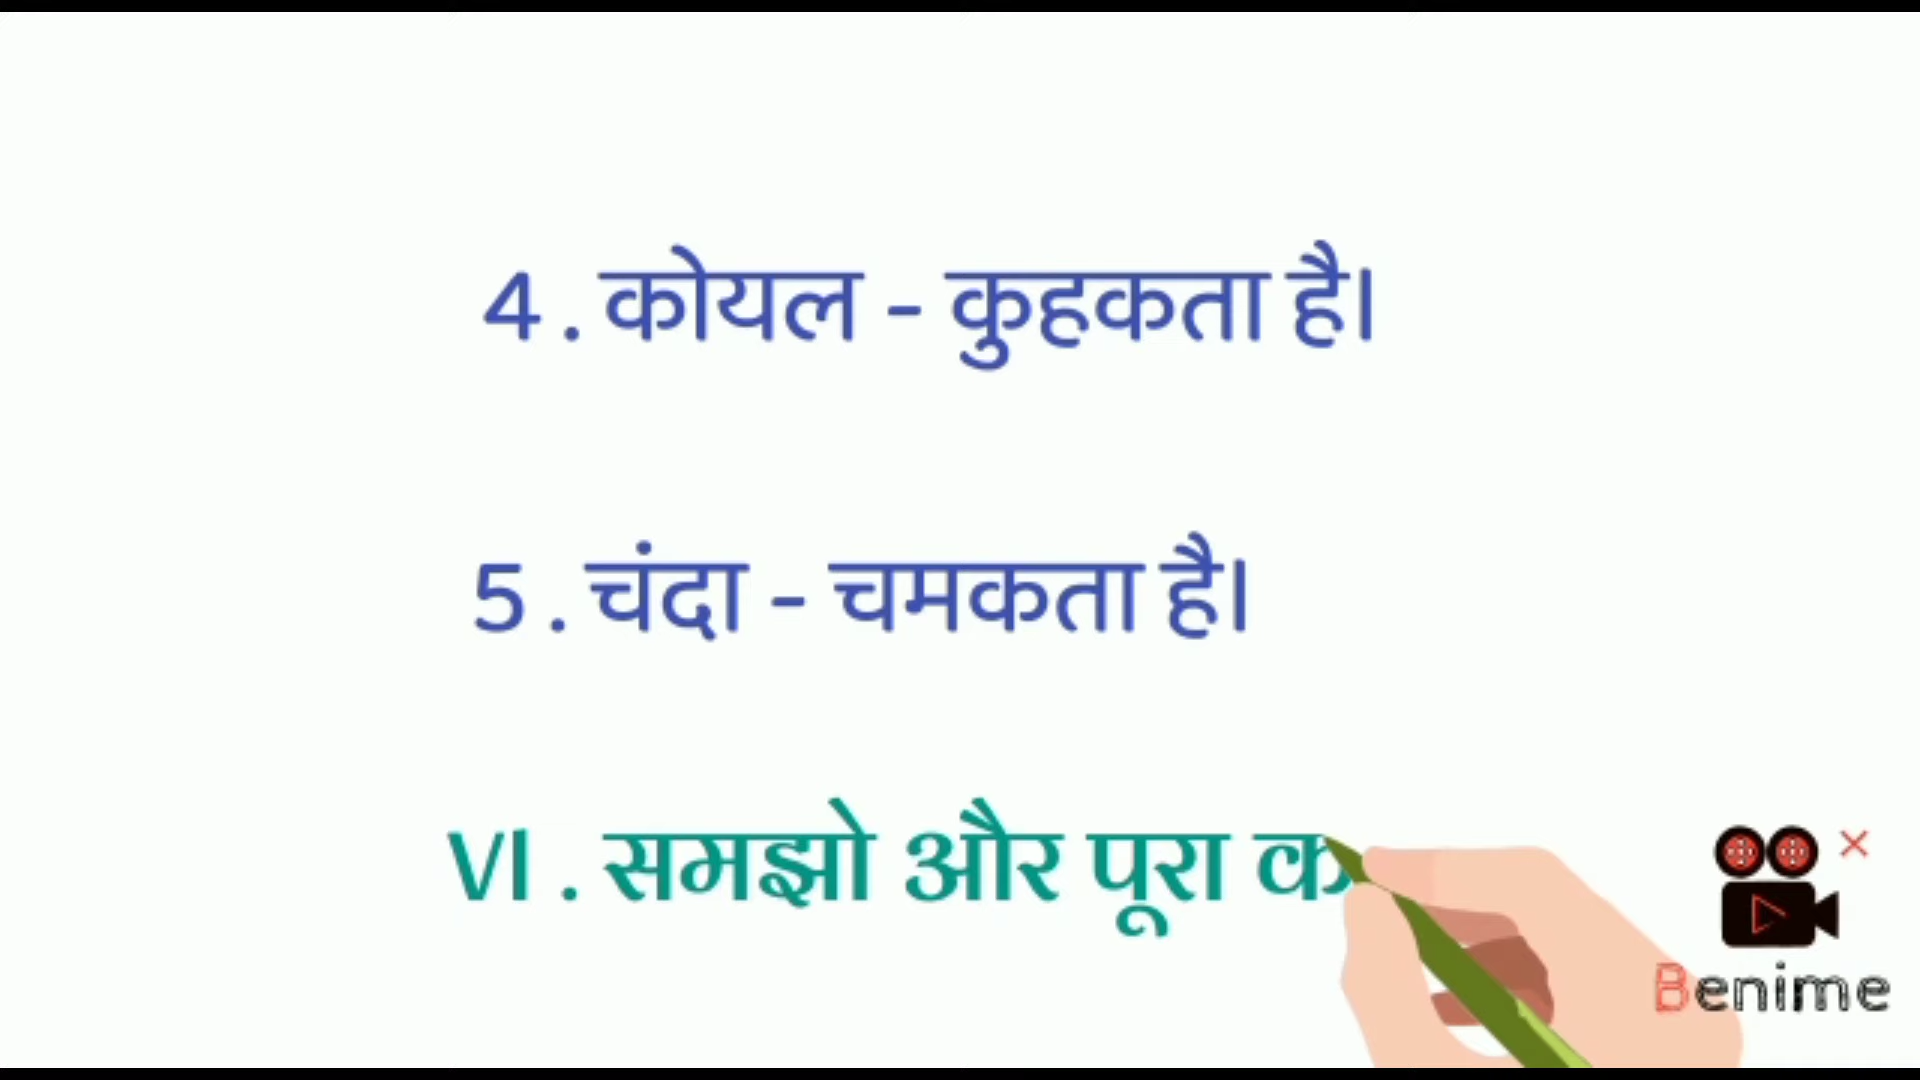 4 . कोयल - कुहकता है।
5 . चंदा - चमकता है।
VI . समझो और पूरा क
Benime